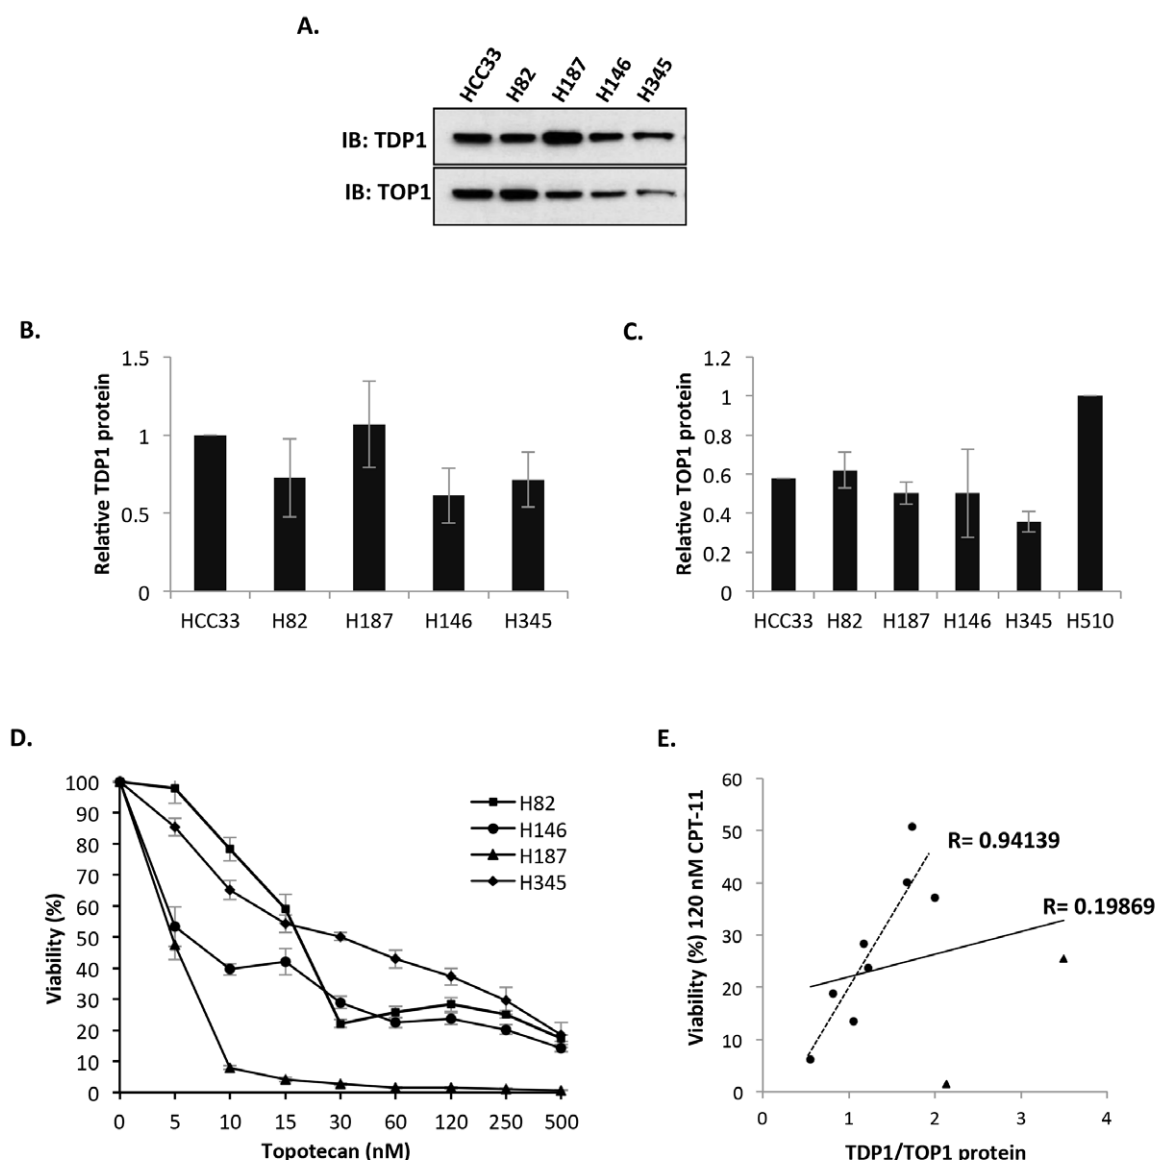 A.
HCC33 H82 H187 H146 H345
IB: TDP1
IB: TOP1
B.
Relative TDP1 protein
1.5
1
0.5
0
HCC33 H82 H187 H146 H345
C.
Relative TOP1 protein
1.2
1
0.8
0.6
0.4
0.2
0
HCC33 H82 H187 H146 H345 H510
D.
Viability (%)
100
90
80
70
60
50
40
30
20
10
0
H82
H146
H187
H345
0 5 10 15 30 60 120 250 500
Topotecan (nM)
E.
Viability (%) 120 nM CPT-11
60
50
40
30
20
10
0
R= 0.94139
R= 0.19869
0 1 2 3 4
TDP1/TOP1 protein